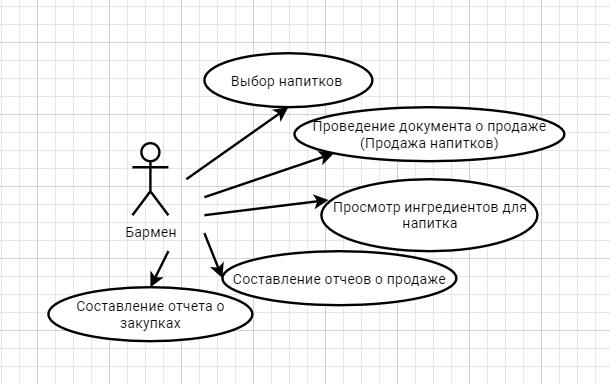 Выбор напитков
Проведение документа о продаже
(Продажа напитков)
Просмотр ингредиентов для
напитка
Бармен
Составление отчеов о продаже
Составление отчета о
закупках